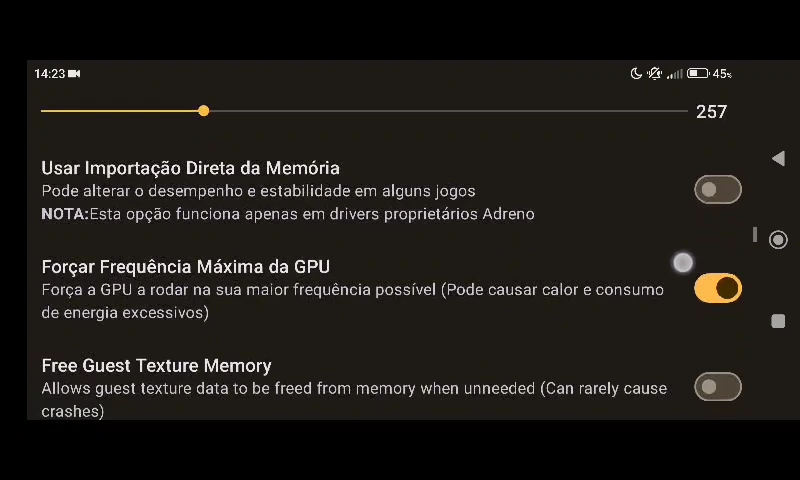 14:23 45%
257
Usar Importação Direta da Memória
Pode alterar o desempenho e estabilidade em alguns jogos
NOTA:Esta opção funciona apenas em drivers proprietários Adreno
Forçar Frequência Máxima da GPU
Força a GPU a rodar na sua maior frequência possível (Pode causar calor e consumo
de energia excessivos)
Free Guest Texture Memory
Allows guest texture data to be freed from memory when unneeded (Can rarely cause
crashes)